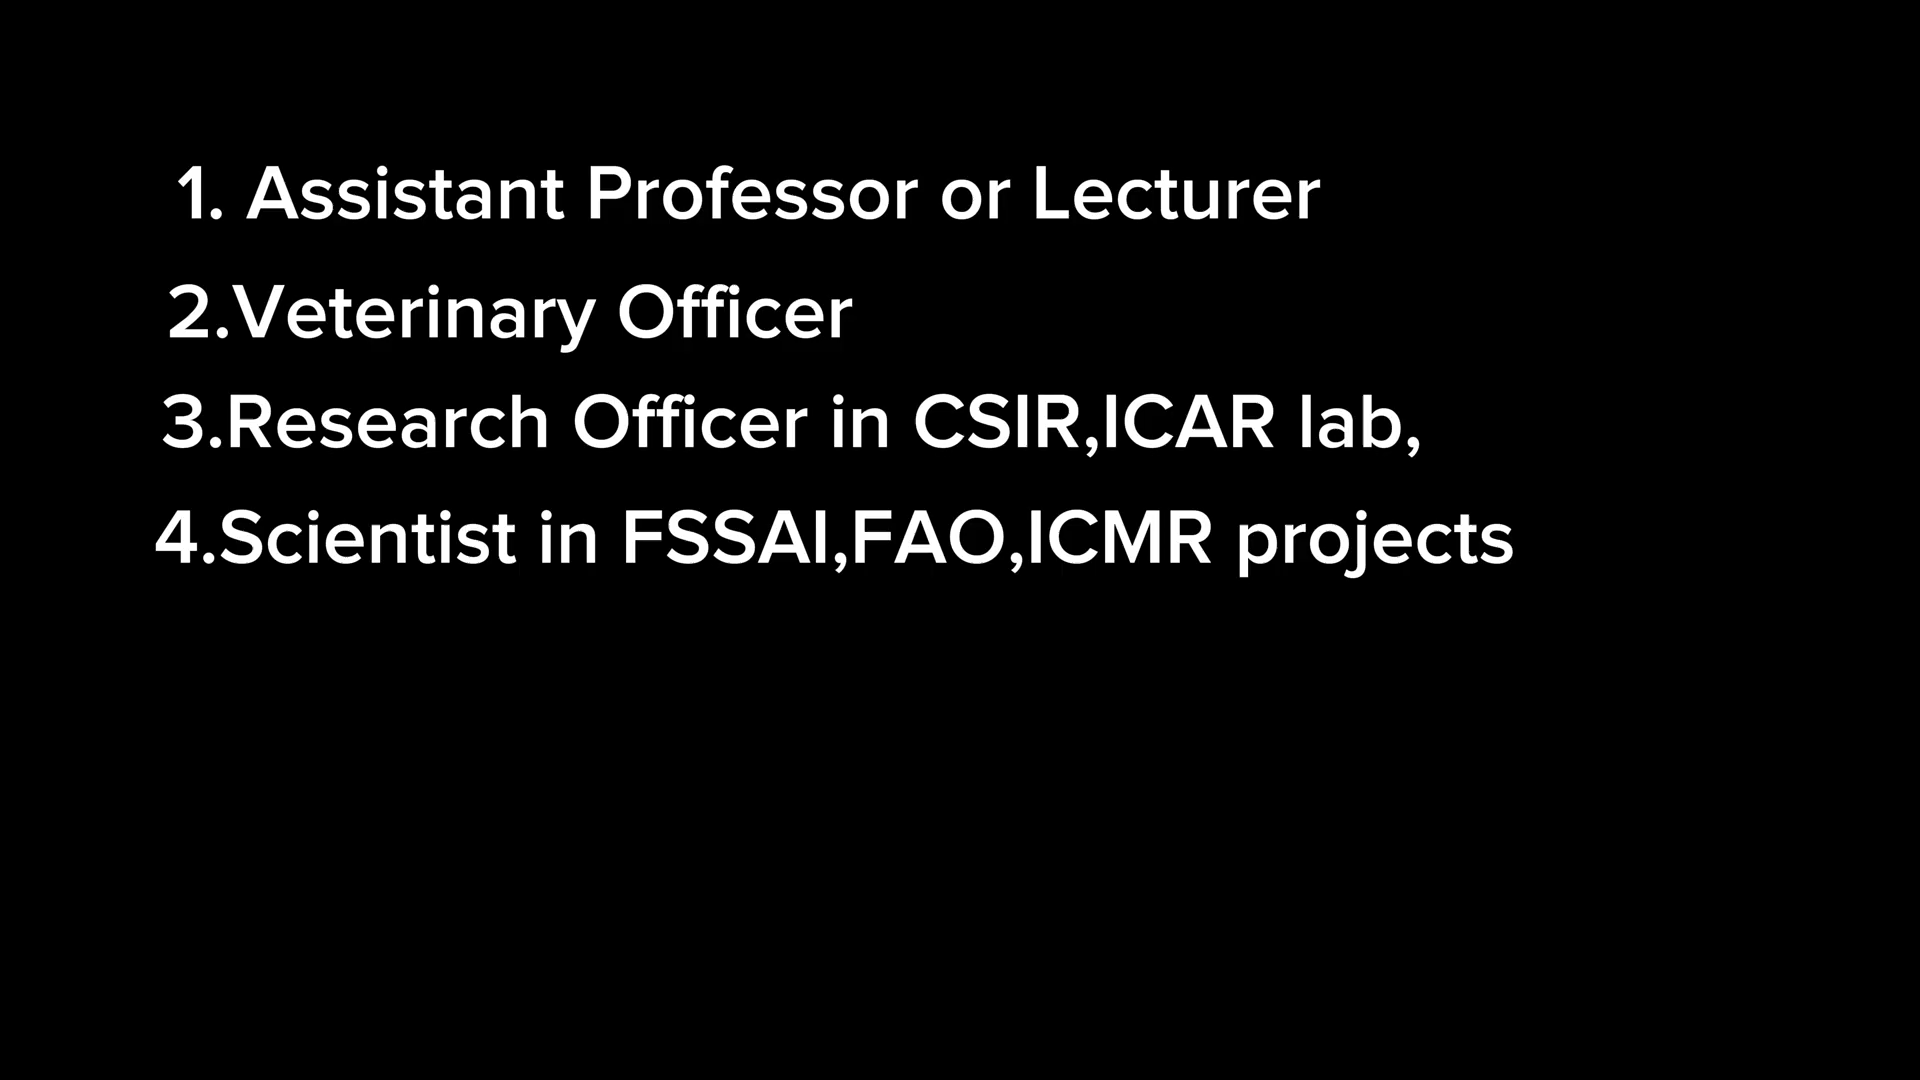 1. Assistant Professor or Lecturer
2.Veterinary Officer
3.Research Officer in CSIR,ICAR lab,
4.Scientist in FSSAI,FAO,ICMR projects